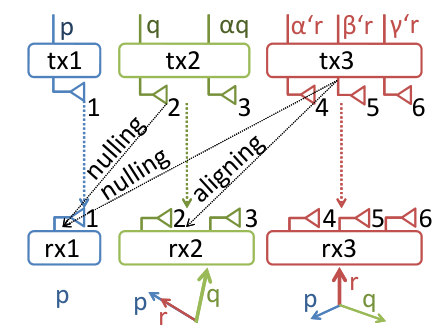 p q αq α‘r β‘r γ‘r
tx1 tx2 tx3
1 2 3 4 5 6
nulling nulling aligning
1 2 3 4 5 6
rx1 rx2 rx3
p p r q p r q